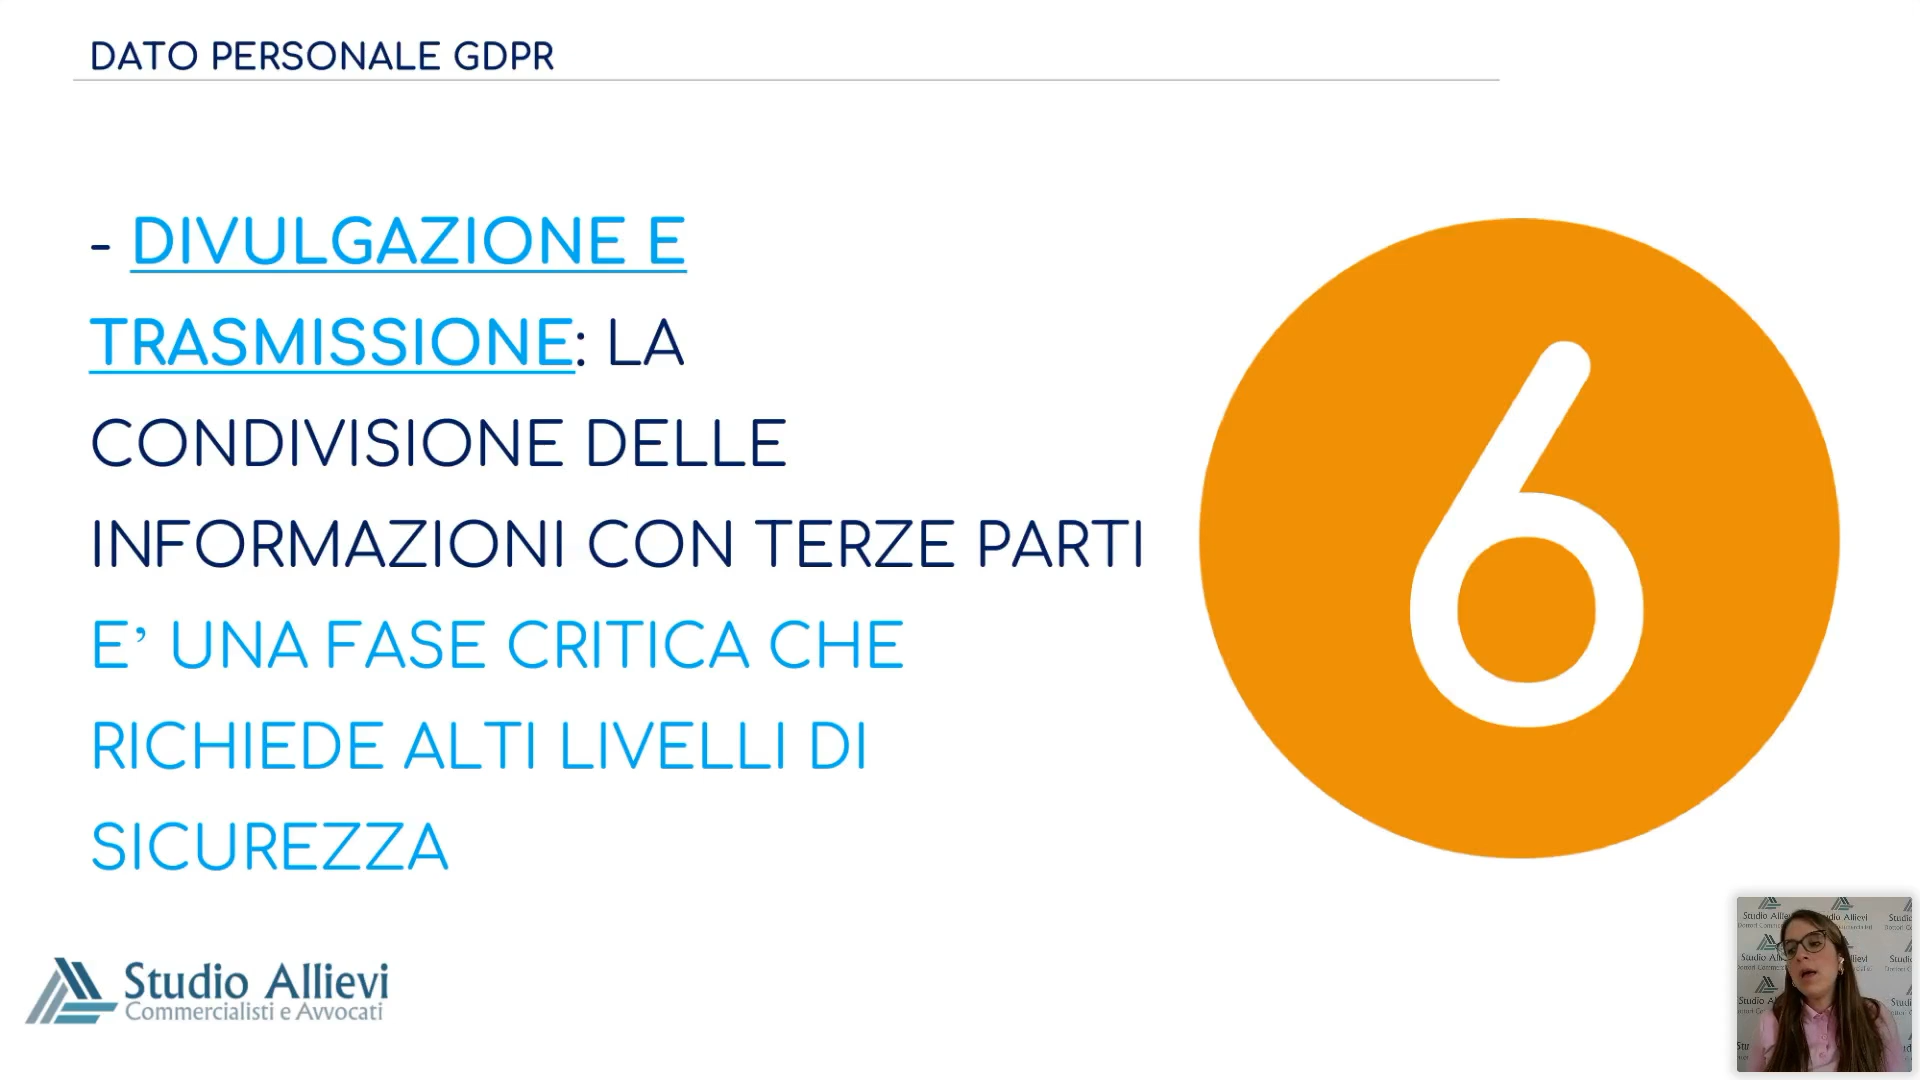 DATO PERSONALE GDPR
- DIVULGAZIONE E
TRASMISSIONE: LA
CONDIVISIONE DELLE
INFORMAZIONI CON TERZE PARTI
E’ UNA FASE CRITICA CHE
RICHIEDE ALTI LIVELLI DI
SICUREZZA
6
Studio Allievi
Commercialisti e Avvocati